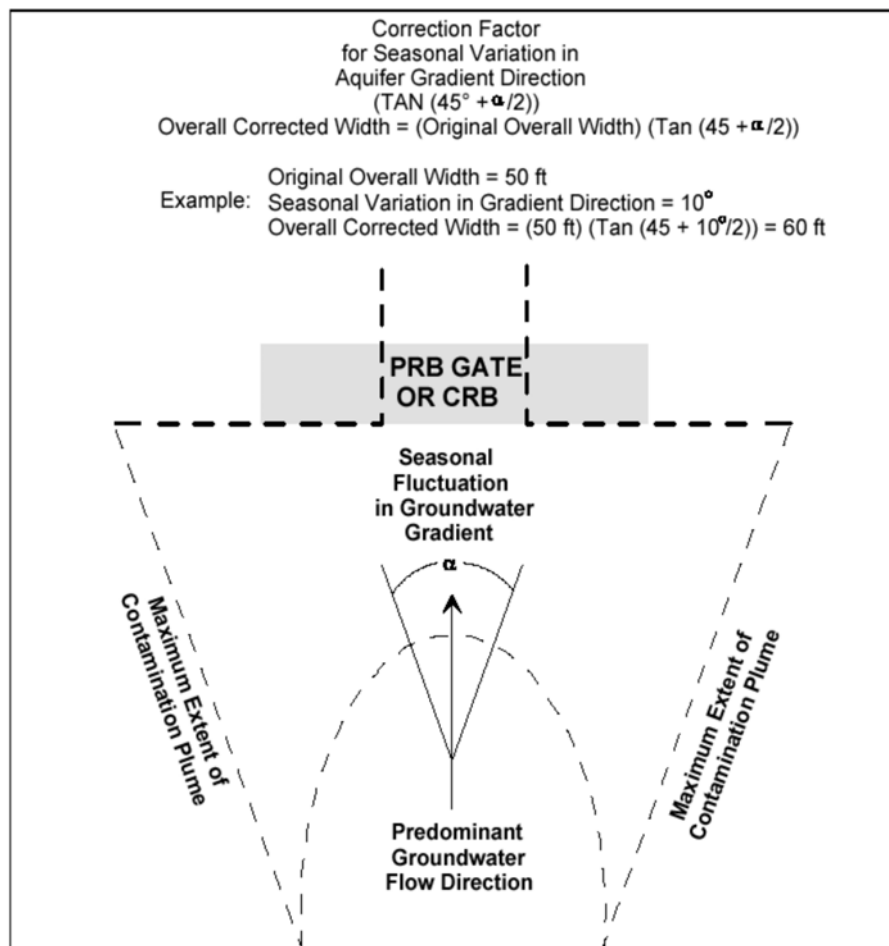 Correction Factor
for Seasonal Variation in
Aquifer Gradient Direction
(TAN (45° + α/2))
Overall Corrected Width = (Original Overall Width) (Tan (45 + α/2))
Original Overall Width = 50 ft
Example: Seasonal Variation in Gradient Direction = 10°
Overall Corrected Width = (50 ft) (Tan (45 + 10°/2)) = 60 ft
PRB GATE
OR CRB
Seasonal
Fluctuation
in Groundwater
Gradient
α
Maximum Extent of
Contamination Plume
Maximum Extent of
Contamination Plume
Predominant
Groundwater
Flow Direction